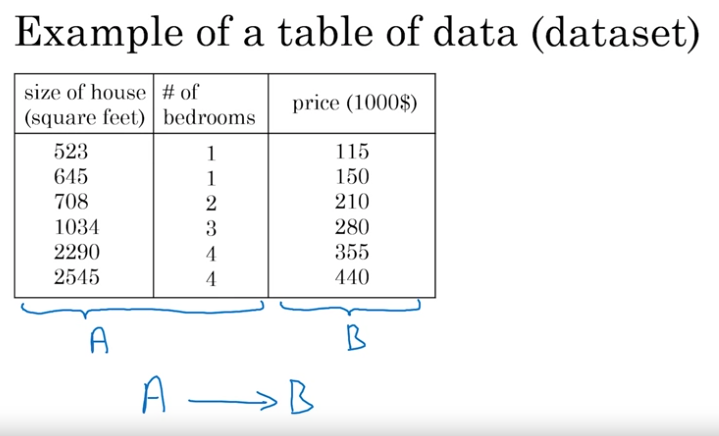 Example of a table of data (dataset)
size of house # of price (1000$)
(square feet) bedrooms
523 1 115
645 1 150
708 2 210
1034 3 280
2290 4 355
2545 4 440
A B
A → B